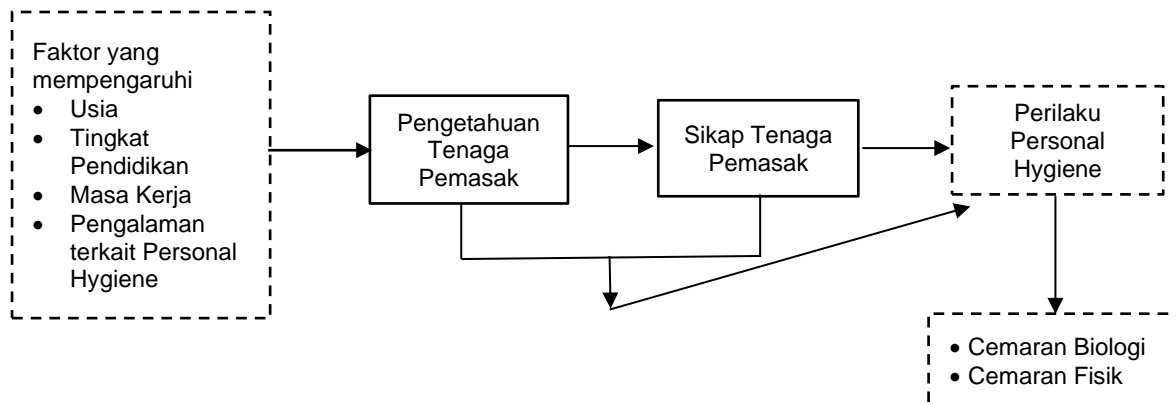 Faktor yang
mempengaruhi
• Usia
• Tingkat
Pendidikan
• Masa Kerja
• Pengalaman
terkait Personal
Hygiene
Pengetahuan
Tenaga
Pemasak
Sikap Tenaga
Pemasak
Perilaku
Personal
Hygiene
• Cemaran Biologi
• Cemaran Fisik